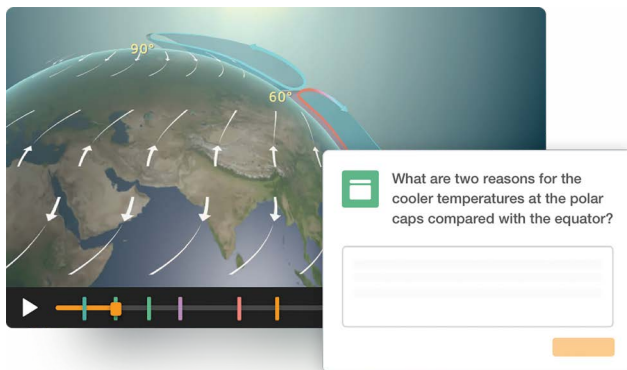 90°
60°
What are two reasons for the
cooler temperatures at the polar
caps compared with the equator?